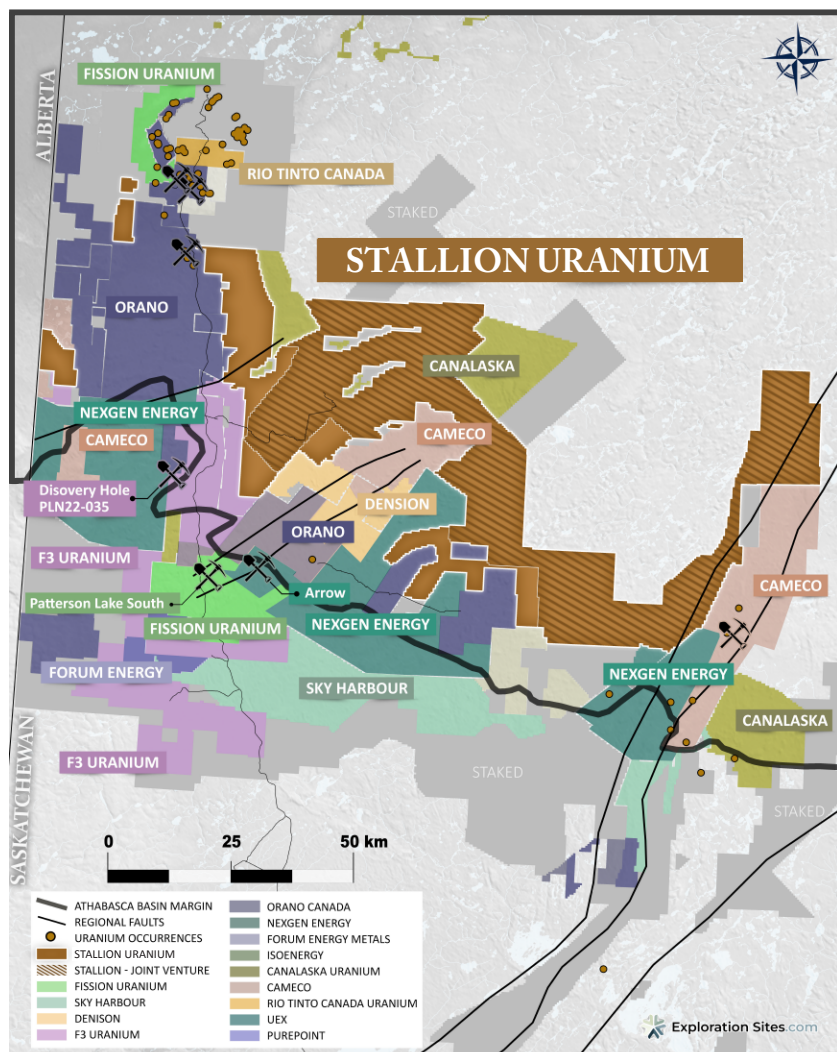 FISSION URANIUM
ALBERTA
RIO TINTO CANADA
STAKED
STALLION URANIUM
ORANO
CANALASKA
NEXGEN ENERGY
CAMECO
CAMECO
Disovery Hole
PLN22-035
DENSION
ORANO
F3 URANIUM
CAMECO
Patterson Lake South
Arrow
FISSION URANIUM
NEXGEN ENERGY
FORUM ENERGY
SKY HARBOUR
NEXGEN ENERGY
CANALASKA
F3 URANIUM
STAKED
STAKED
SASKATCHEWAN
0 25 50 km
ATHABASCA BASIN MARGIN
REGIONAL FAULTS
URANIUM OCCURRENCES
STALLION URANIUM
STALLION - JOINT VENTURE
FISSION URANIUM
SKY HARBOUR
DENISON
F3 URANIUM
ORANO CANADA
NEXGEN ENERGY
FORUM ENERGY METALS
ISOENERGY
CANALASKA URANIUM
CAMECO
RIO TINTO CANADA URANIUM
UEX
PUREPOINT
Exploration Sites.com